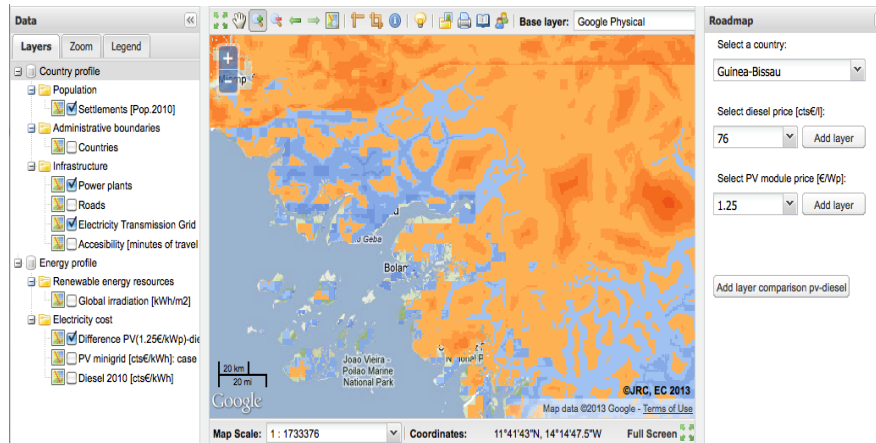 Data
Layers
Zoom
Legend
Country profile
Population
Settlements [Pop.2010]
Administrative boundaries
Countries
Infrastructure
Power plants
Roads
Electricity Transmission Grid
Accesibility [minutes of travel
Energy profile
Renewable energy resources
Global irradiation [kWh/m2]
Electricity cost
Difference PV(1.25€/kWp)-die
PV minigrid [cts€/kWh]: case
Diesel 2010 [cts€/kWh]
Base layer: Google Physical
Geba
Bolam
Joao Vieira -
Poilao Marine
National Park
20 km
20 mi
Google
©JRC, EC 2013
Map data ©2013 Google - Terms of Use
Map Scale: 1 : 1733376
Coordinates: 11°41'43"N, 14°14'47.5"W
Full Screen
Roadmap
Select a country:
Guinea-Bissau
Select diesel price [cts€/l]:
76
Add layer
Select PV module price [€/Wp]:
1.25
Add layer
Add layer comparison pv-diesel